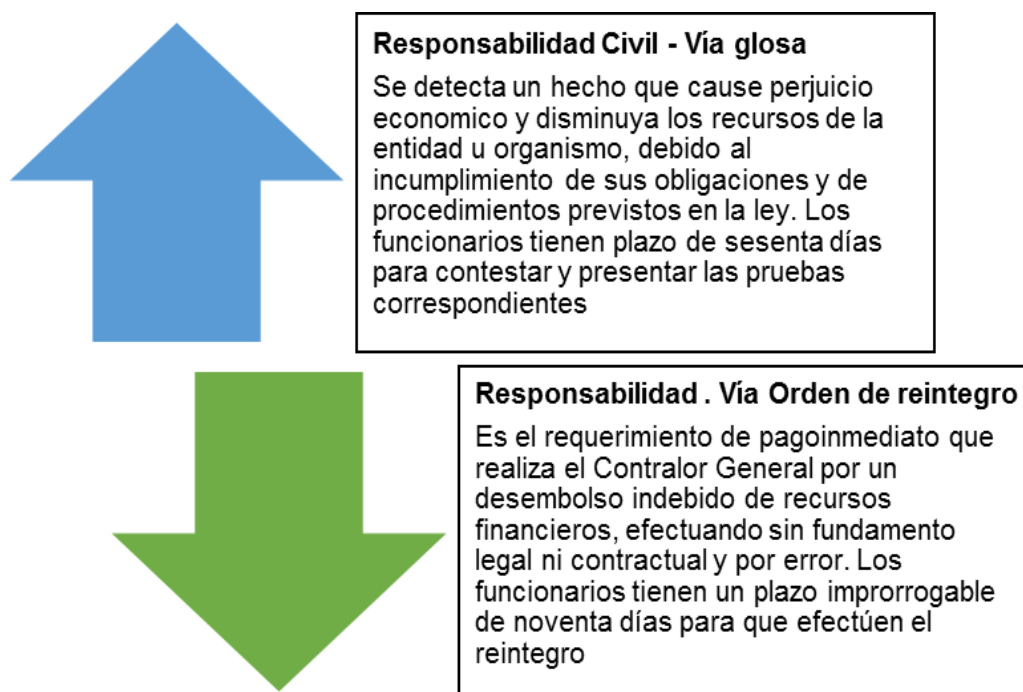 Responsabilidad Civil - Vía glosa
Se detecta un hecho que cause perjuicio
economico y disminuya los recursos de la
entidad u organismo, debido al
incumplimiento de sus obligaciones y de
procedimientos previstos en la ley. Los
funcionarios tienen plazo de sesenta días
para contestar y presentar las pruebas
correspondientes
Responsabilidad . Vía Orden de reintegro
Es el requerimiento de pagoinmediato que
realiza el Contralor General por un
desembolso indebido de recursos
financieros, efectuando sin fundamento
legal ni contractual y por error. Los
funcionarios tienen un plazo improrrogable
de noventa días para que efectúen el
reintegro